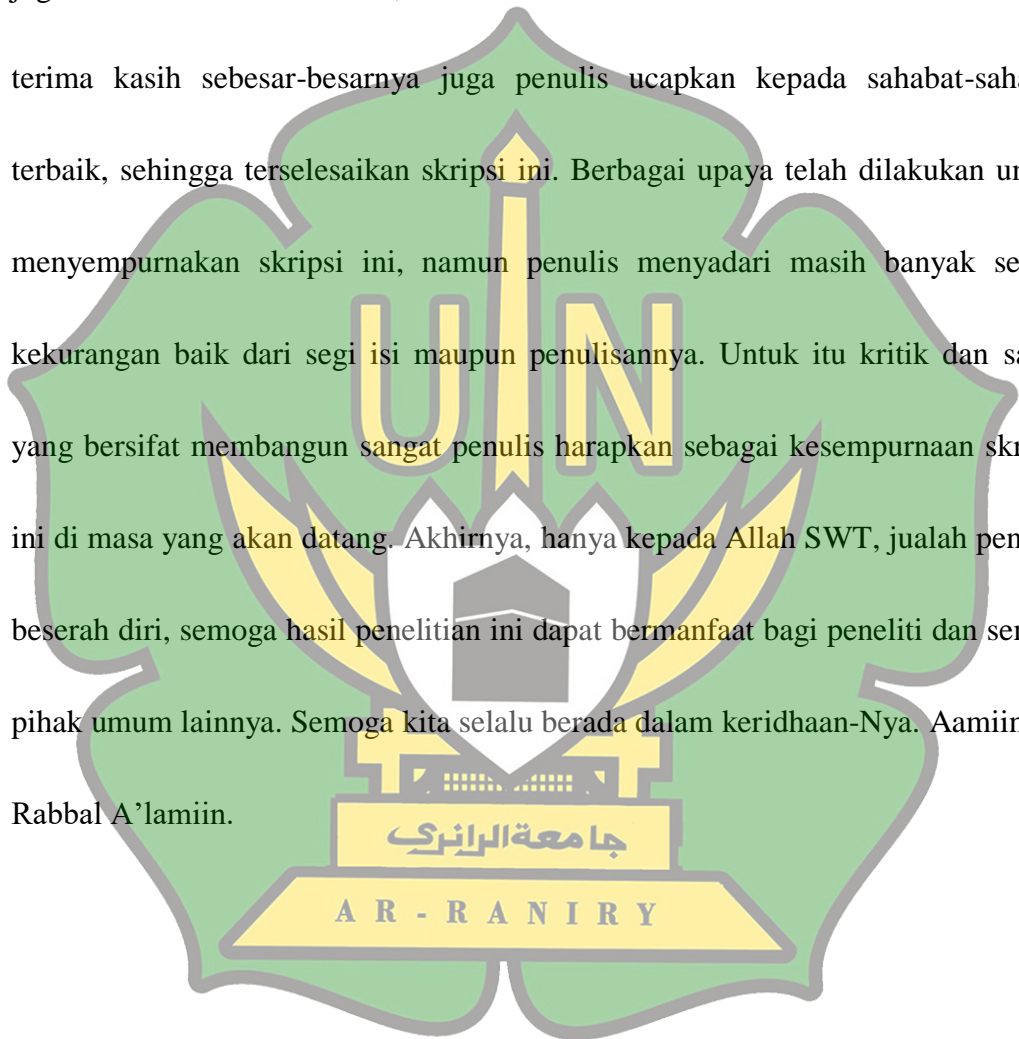 terima kasih sebesar-besarnya juga penulis ucapkan kepada sahabat-saha
terbaik, sehingga terselesaikan skripsi ini. Berbagai upaya telah dilakukan un
menyempurnakan skripsi ini, namun penulis menyadari masih banyak se
kekurangan baik dari segi isi maupun penulisannya. Untuk itu kritik dan sa
yang bersifat membangun sangat penulis harapkan sebagai kesempurnaan skr
ini di masa yang akan datang. Akhirnya, hanya kepada Allah SWT, jualah pen
beserah diri, semoga hasil penelitian ini dapat bermanfaat bagi peneliti dan ser
pihak umum lainnya. Semoga kita selalu berada dalam keridhaan-Nya. Aamiin
Rabbal A’lamiin.
UIN
جامعة الرانري
AR-RANIRY